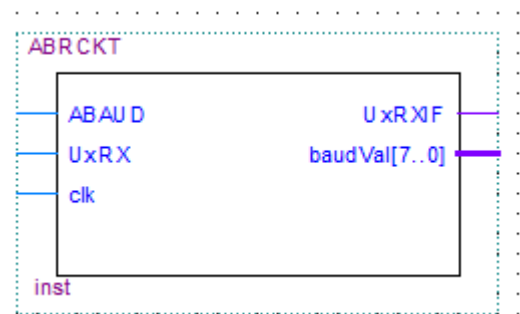 ABRCKT
ABAUD UxRXIF
UxRX baudVal[7..0]
clk
inst